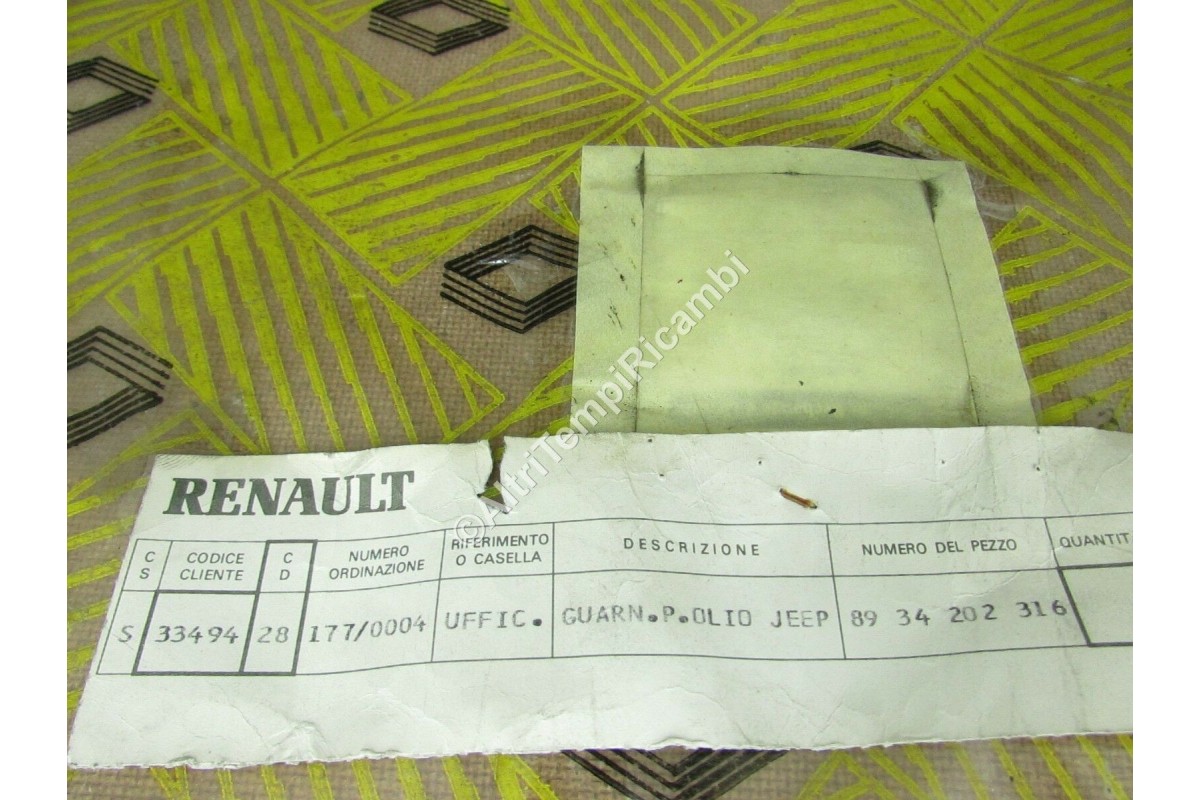 RENAULT
C S CODICE CLIENTE C D NUMERO ORDINAZIONE RIFERIMENTO O CASELLA DESCRIZIONE NUMERO DEL PEZZO QUANTIT
S 33494 28 177/0004 UFFIC. GUARN.P.OLIO JEEP 89 34 202 316
©AltriTempiRicambi